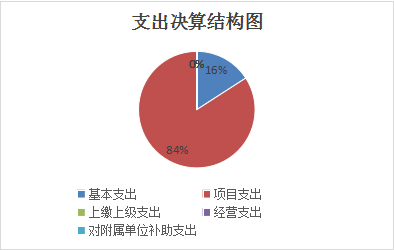 支出决算结构图
0%
16%
84%
基本支出 项目支出
上缴上级支出 经营支出
对附属单位补助支出